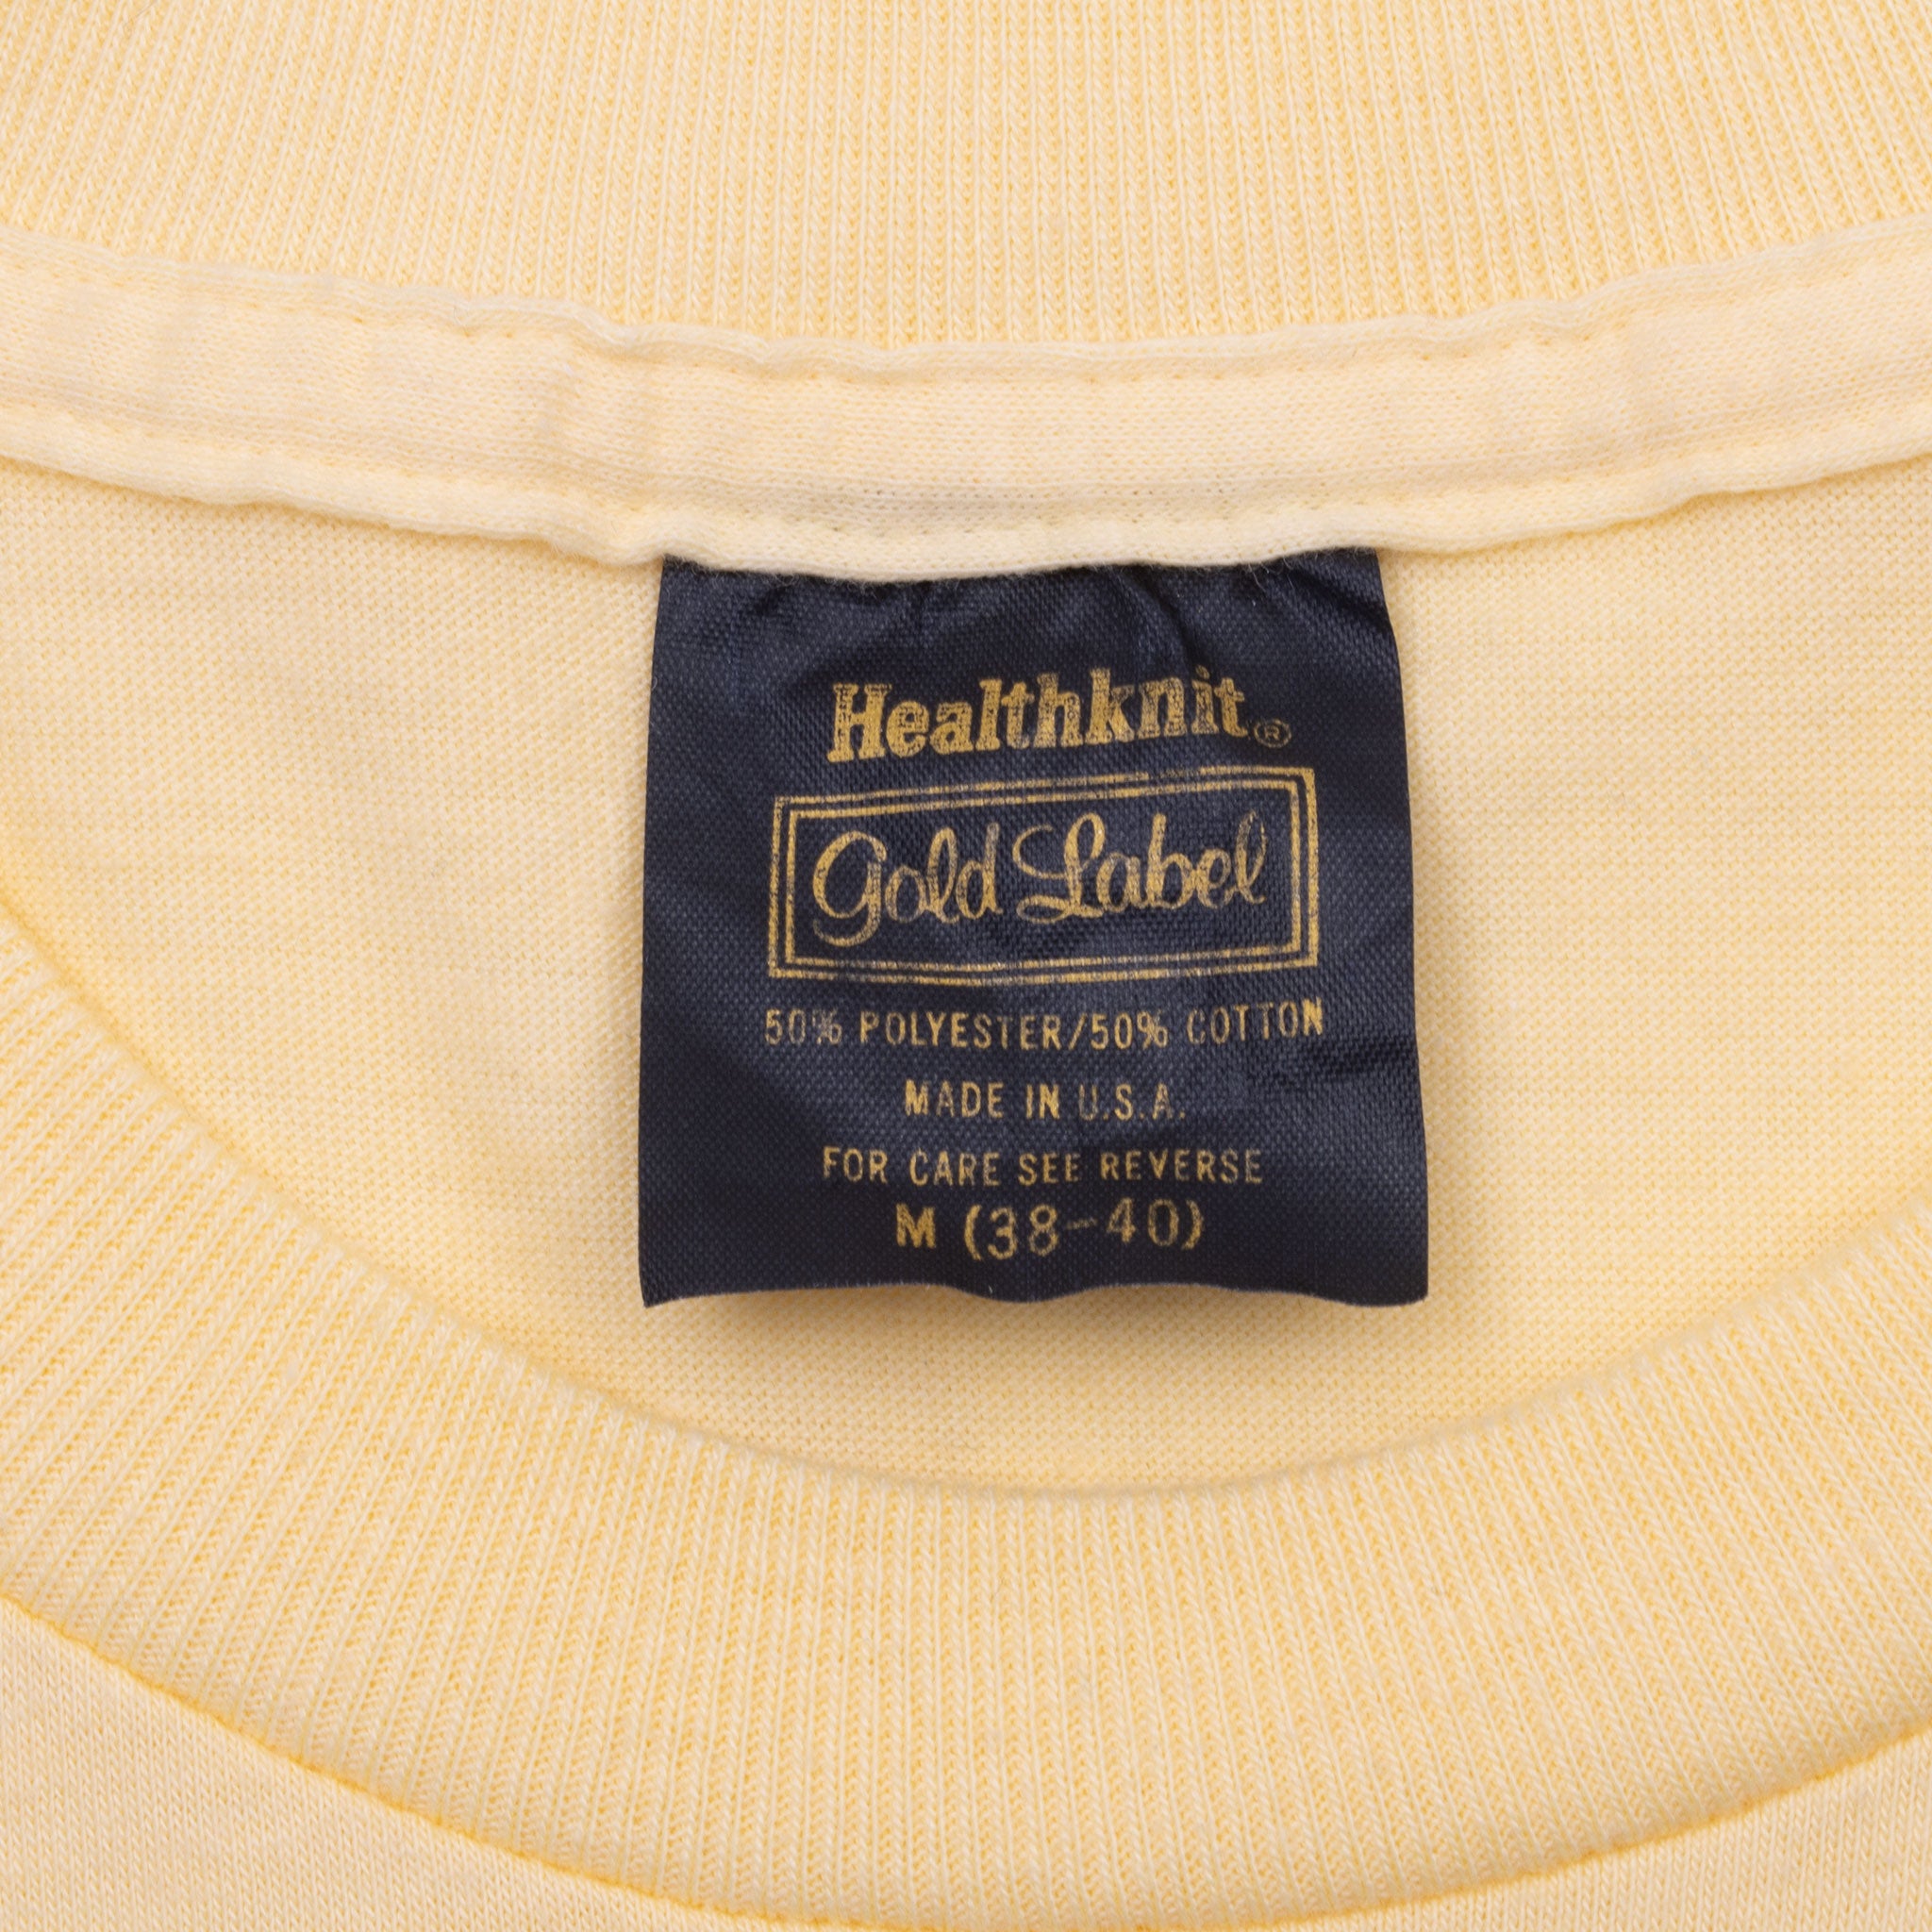 Healthknit®
Gold Label
50% POLYESTER/50% COTTON
MADE IN U.S.A.
FOR CARE SEE REVERSE
M (38-40)